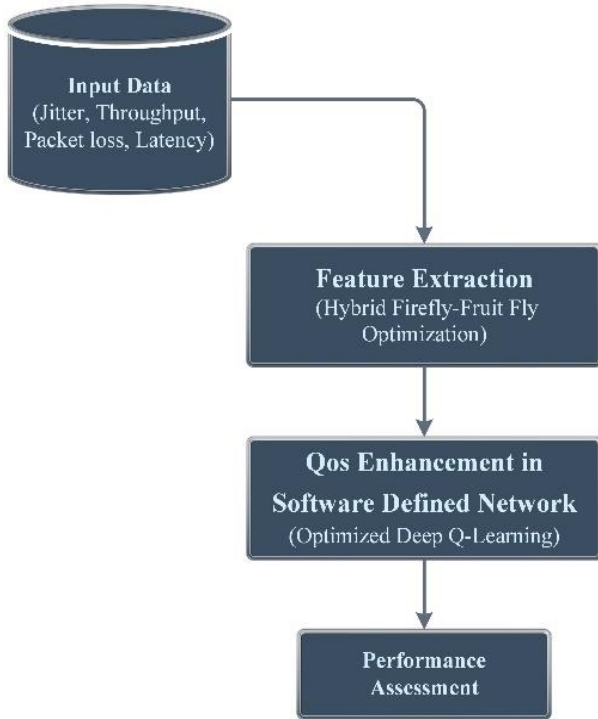 Input Data
(Jitter, Throughput,
Packet loss, Latency)
Feature Extraction
(Hybrid Firefly-Fruit Fly
Optimization)
Qos Enhancement in
Software Defined Network
(Optimized Deep Q-Learning)
Performance
Assessment